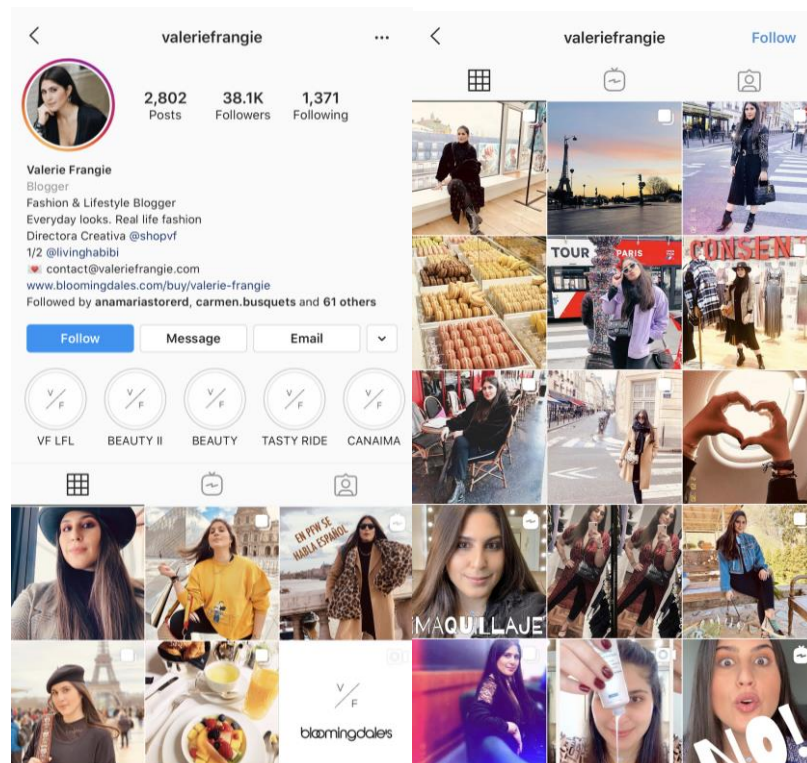 valeriefrangie
2,802 38.1K 1,371
Posts Followers Following
Valerie Frangie
Blogger
Fashion & Lifestyle Blogger
Everyday looks. Real life fashion
Directora Creativa @shopvf
1/2 @livinghabibi
💌 contact@valeriefrangie.com
www.bloomingdales.com/buy/valerie-frangie
Followed by anamariastorerd, carmen.busquets and 61 others
Follow Message Email
V/F V/F V/F V/F V/F
VF LFL BEAUTY II BEAUTY TASTY RIDE CANAIMA
EN PFW SE
HABLA ESPAÑOL
V/F
bloomingdale's
valeriefrangie Follow
TOUR PARIS
CONSENT
MAQUILLAJE
NO!